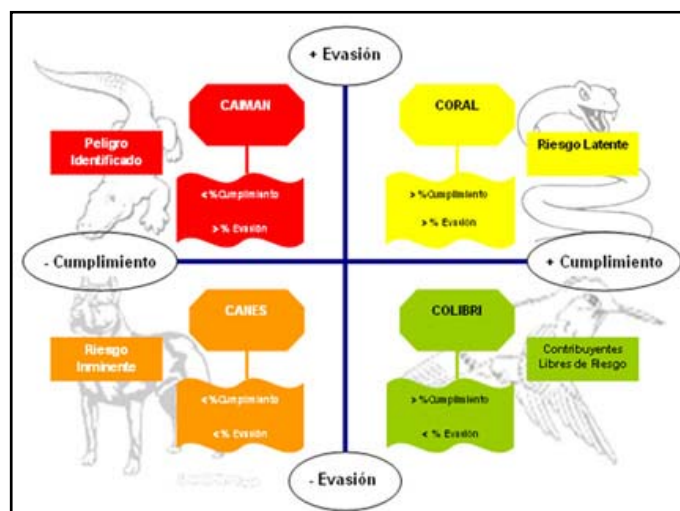 + Evasión
CAIMAN
Peligro
Identificado
< %Cumplimiento
> % Evasión
CORAL
Riesgo Latente
> %Cumplimiento
> % Evasión
- Cumplimiento
+ Cumplimiento
CANES
Riesgo
Inminente
< %Cumplimiento
< % Evasión
COLIBRI
Contribuyentes
Libres de Riesgo
> %Cumplimiento
< % Evasión
- Evasión